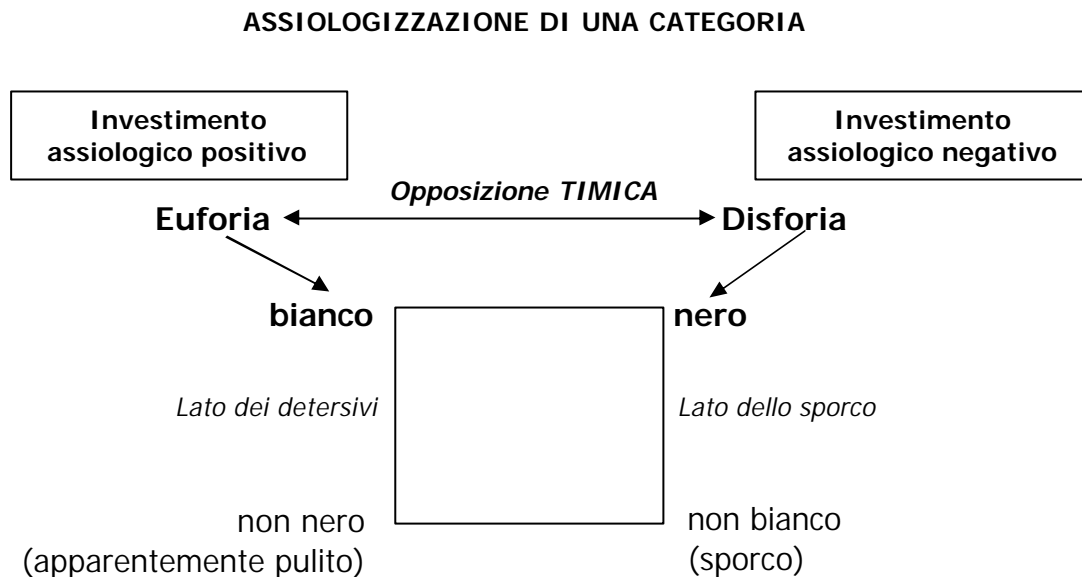 ASSIOLOGIZZAZIONE DI UNA CATEGORIA
Investimento
assiologico positivo
Investimento
assiologico negativo
Opposizione TIMICA
Euforia
Disforia
bianco
nero
Lato dei detersivi
Lato dello sporco
non nero
(apparentemente pulito)
non bianco
(sporco)